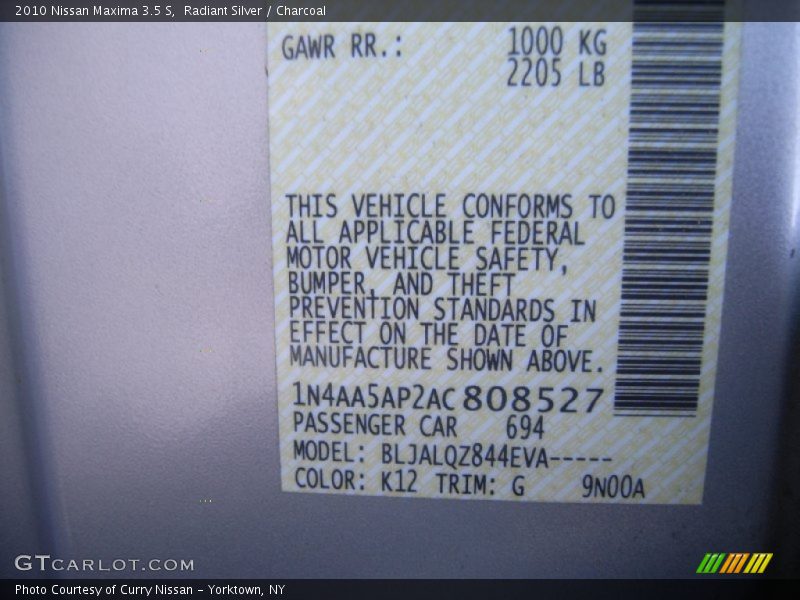 2010 Nissan Maxima 3.5 S,  Radiant Silver / Charcoal
GAWR RR.: 1000 KG
2205 LB
THIS VEHICLE CONFORMS TO
ALL APPLICABLE FEDERAL
MOTOR VEHICLE SAFETY,
BUMPER, AND THEFT
PREVENTION STANDARDS IN
EFFECT ON THE DATE OF
MANUFACTURE SHOWN ABOVE.
1N4AA5AP2AC808527
PASSENGER CAR 694
MODEL: BLJALQZ844EVA-----
COLOR: K12 TRIM: G 9N00A
GTCARLOT.COM
Photo Courtesy of Curry Nissan - Yorktown, NY